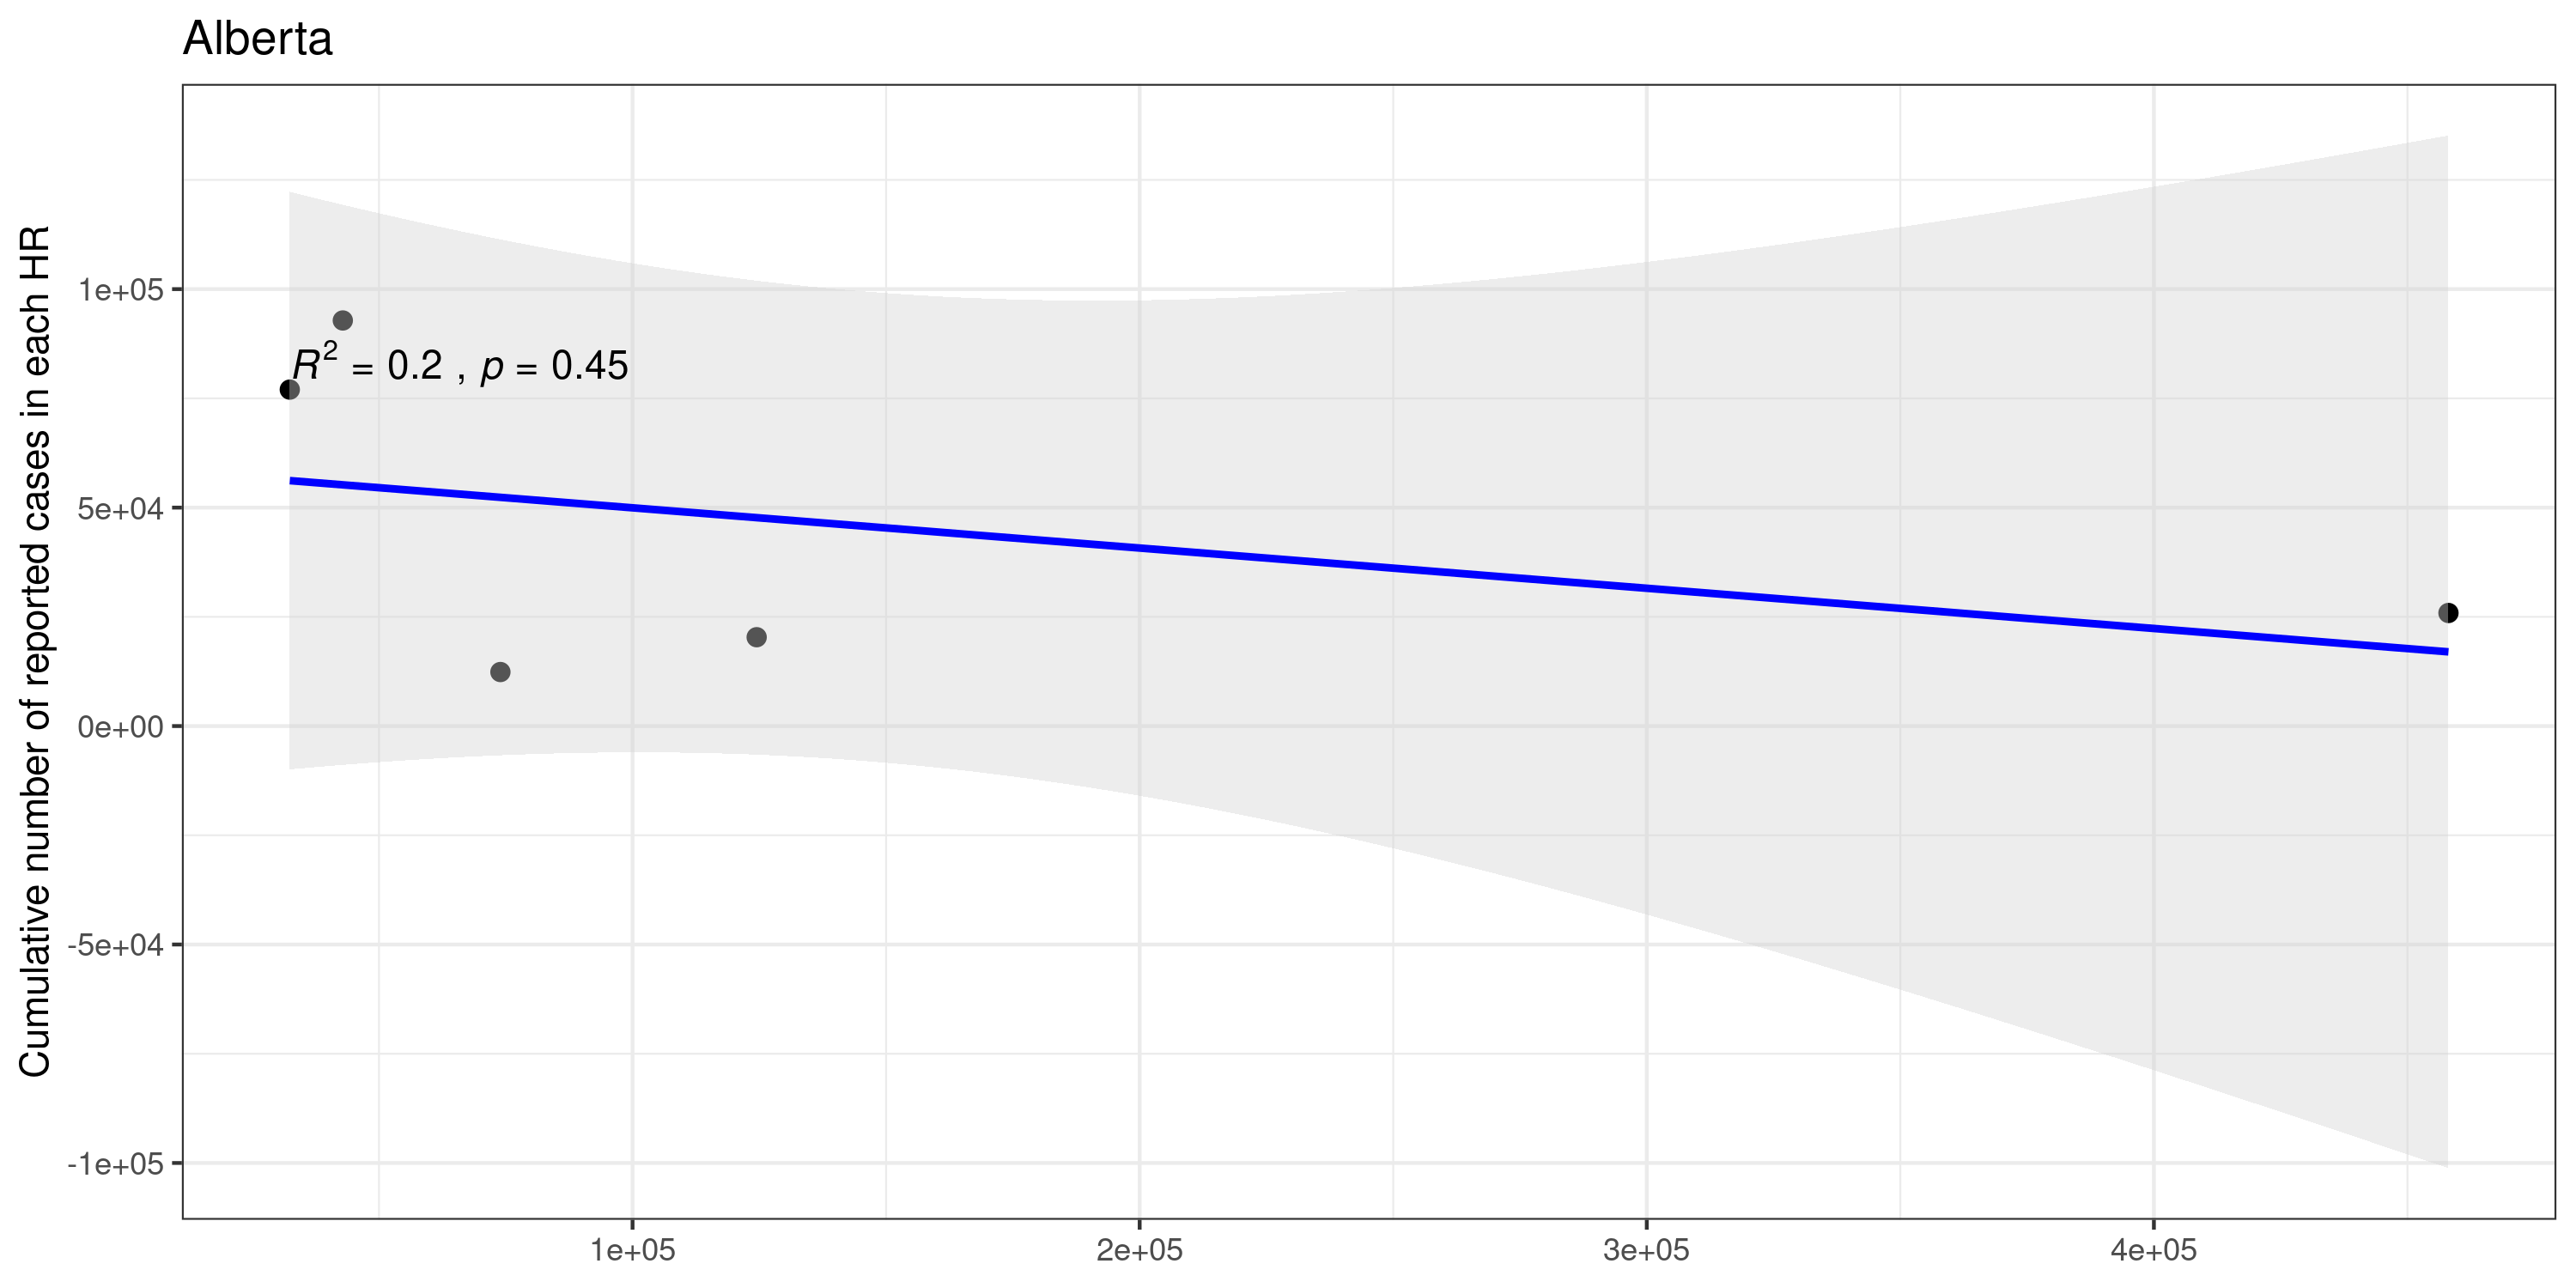 Alberta
Cumulative number of reported cases in each HR
1e+05
5e+04
0e+00
-5e+04
-1e+05
R² = 0.2 , p = 0.45
1e+05
2e+05
3e+05
4e+05